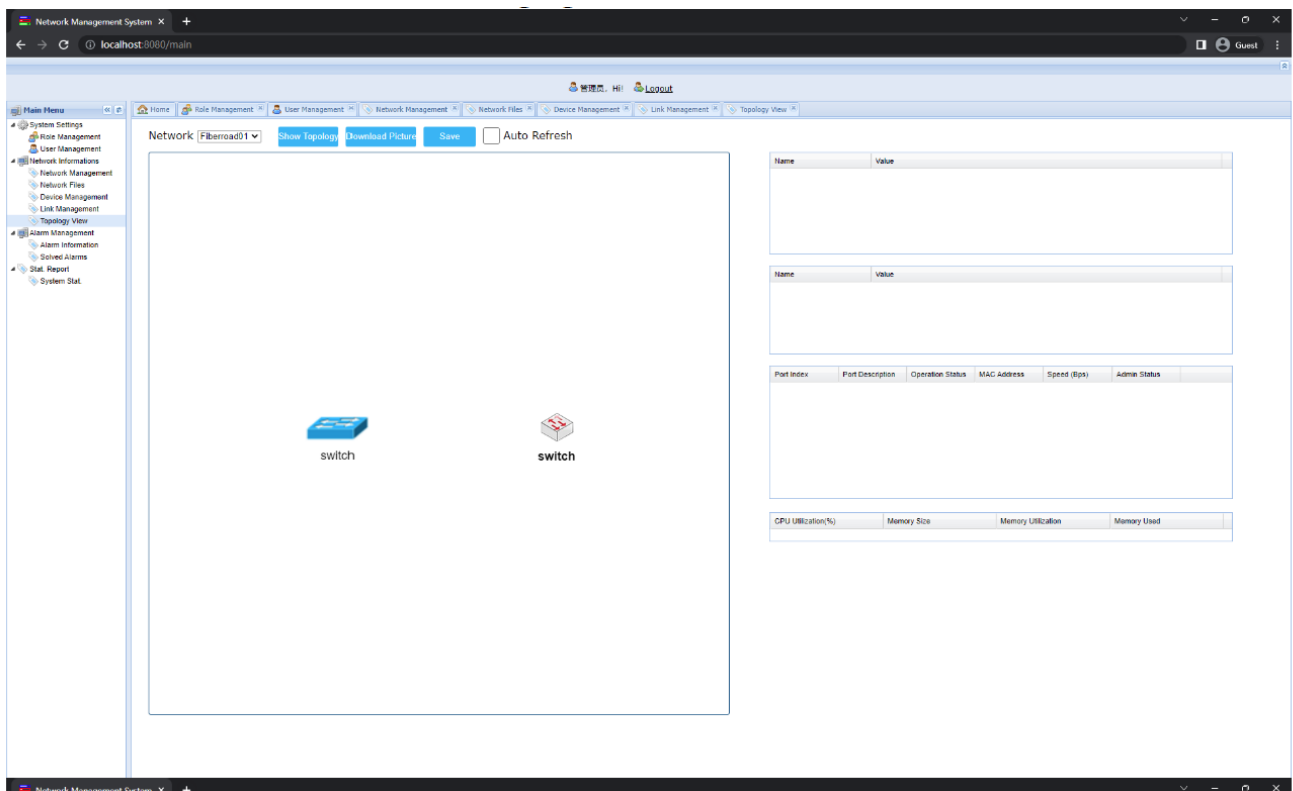 Network Management System
localhost:8080/main
Guest
管理员, Hi! Logout
Main Menu
Home Role Management User Management Network Management Network Files Device Management Link Management Topology View
System Settings
Role Management
User Management
Network Informations
Network Management
Network Files
Device Management
Link Management
Topology View
Alarm Management
Alarm Information
Solved Alarms
Stat. Report
System Stat.
Network Fiberroad01 Show Topology Download Picture Save Auto Refresh
switch switch
Name Value
Name Value
Port Index Port Description Operation Status MAC Address Speed (Bps) Admin Status
CPU Utilization(%) Memory Size Memory Utilization Memory Used
Network Management System